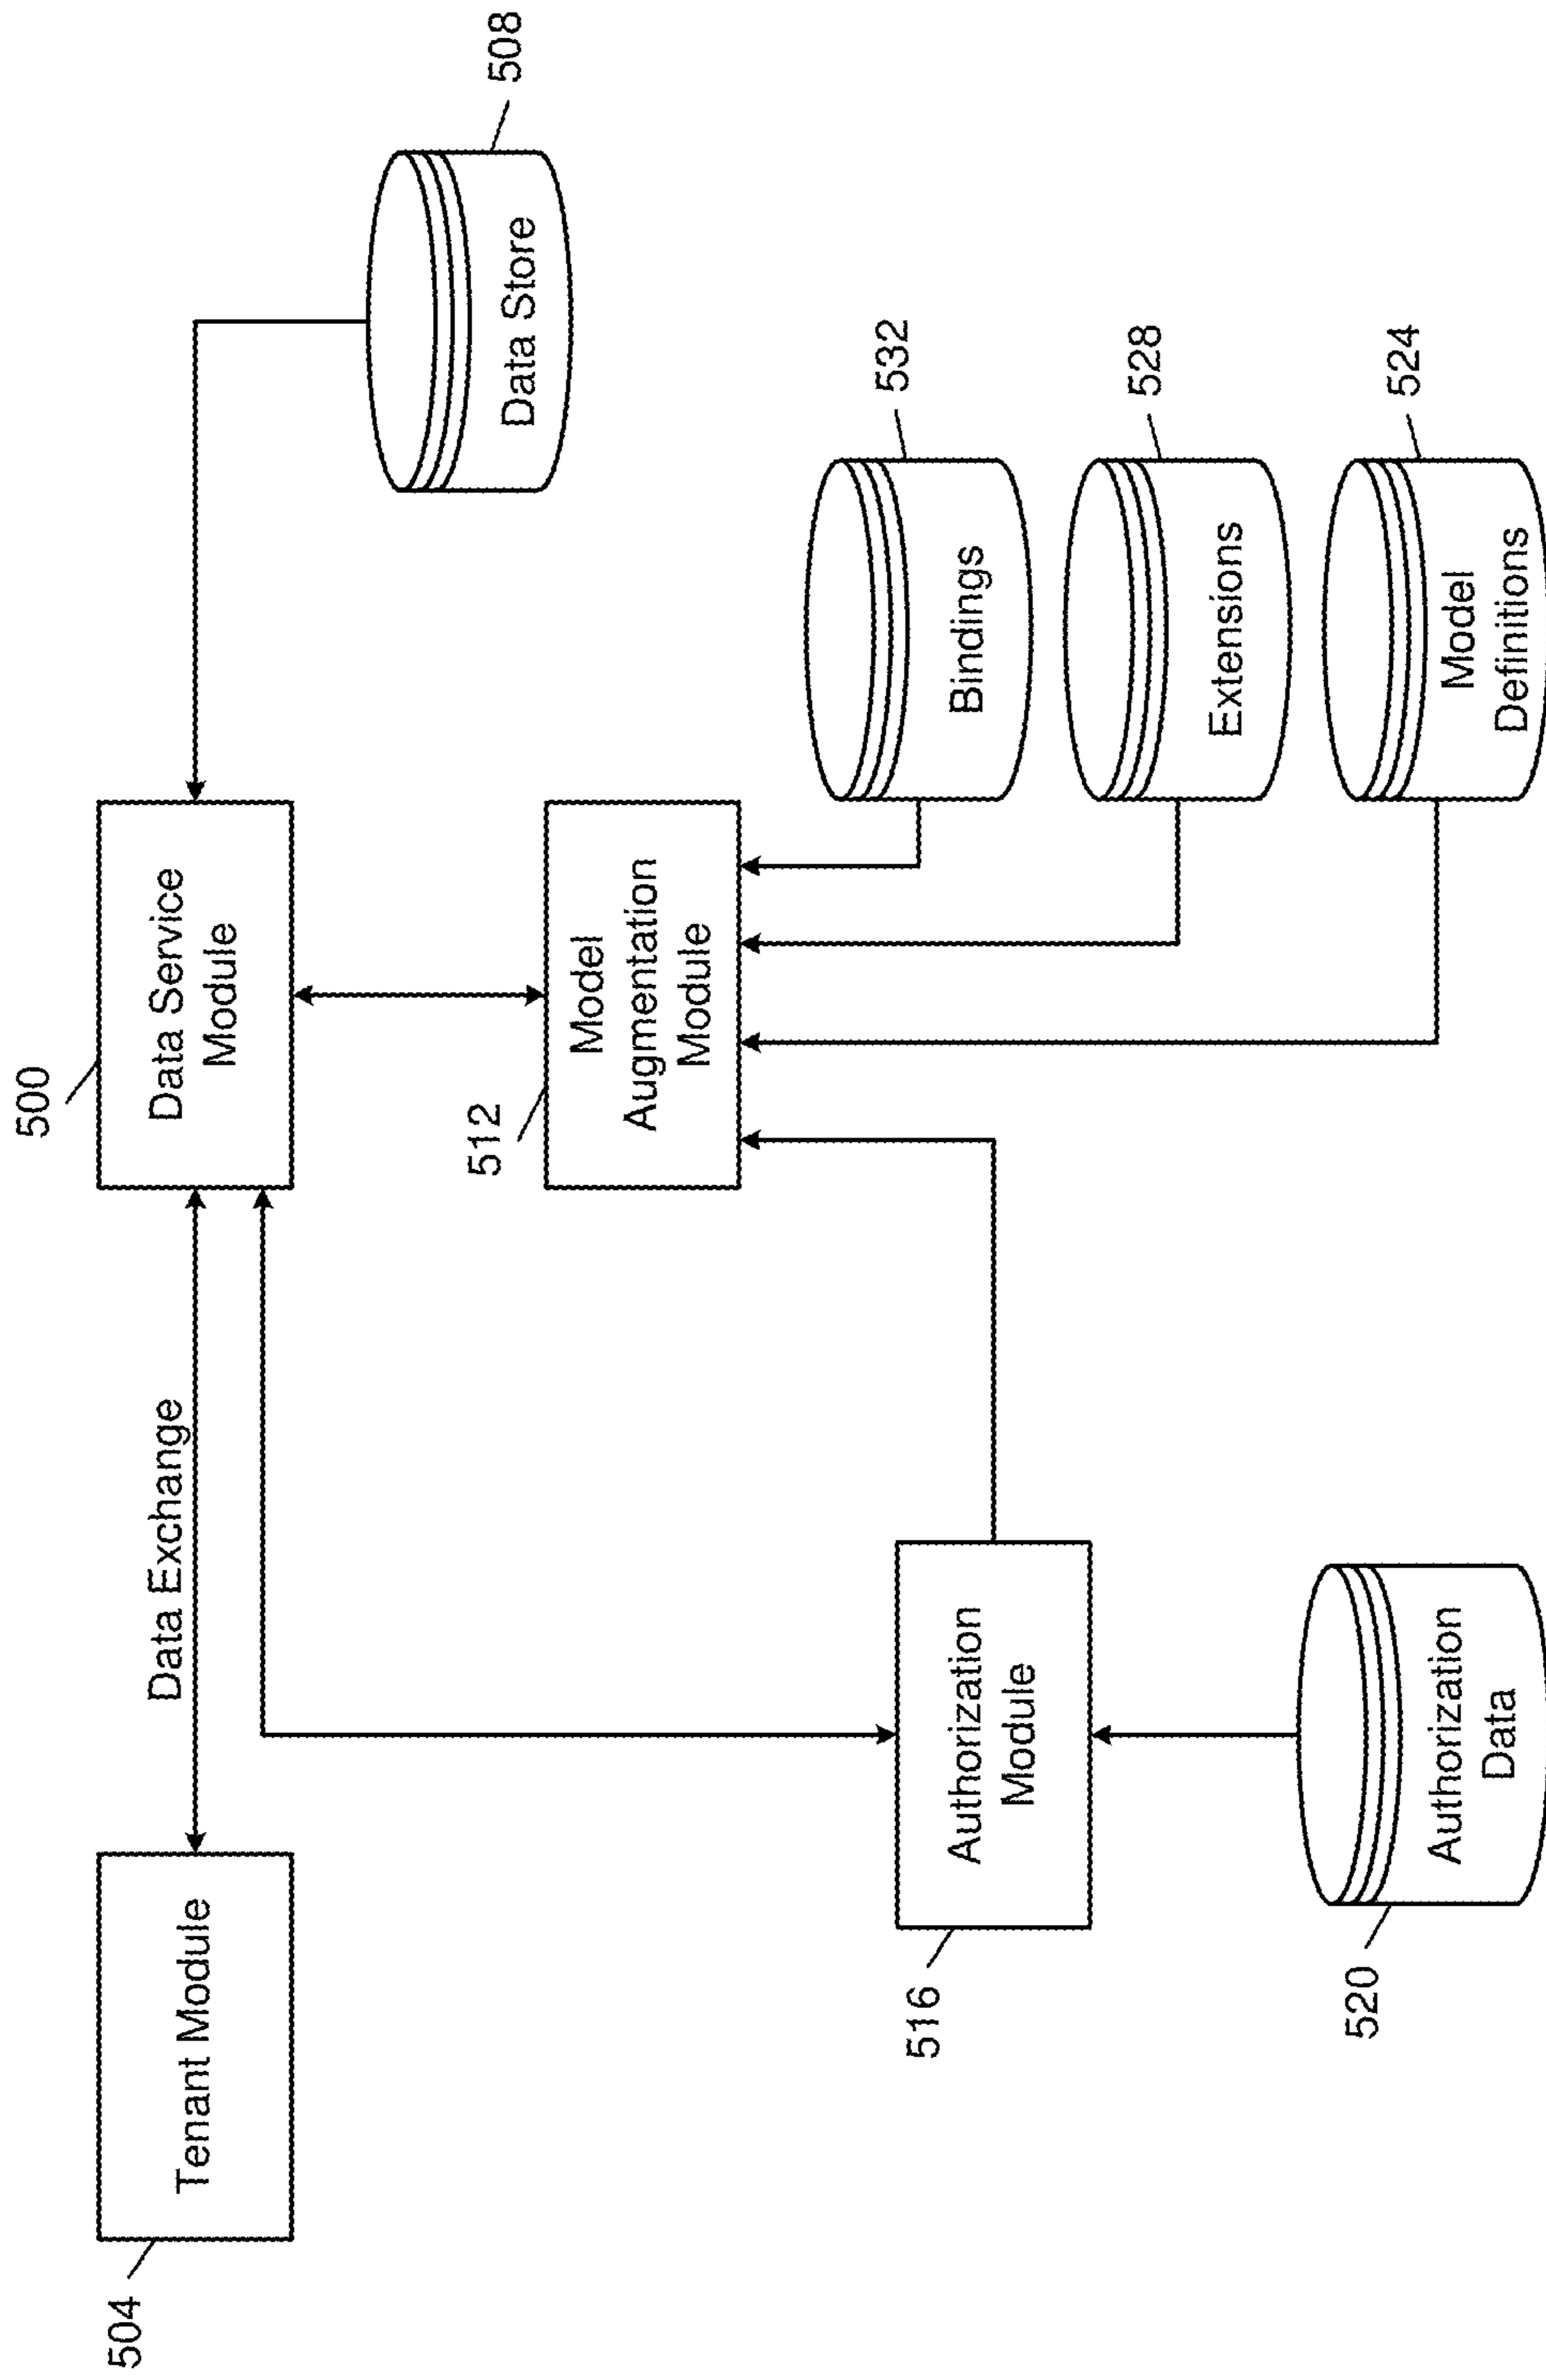 504
Tenant Module
Data Exchange
500
Data Service
Module
508
Data Store
512
Model
Augmentation
Module
516
Authorization
Module
520
Authorization
Data
532
Bindings
528
Extensions
524
Model
Definitions